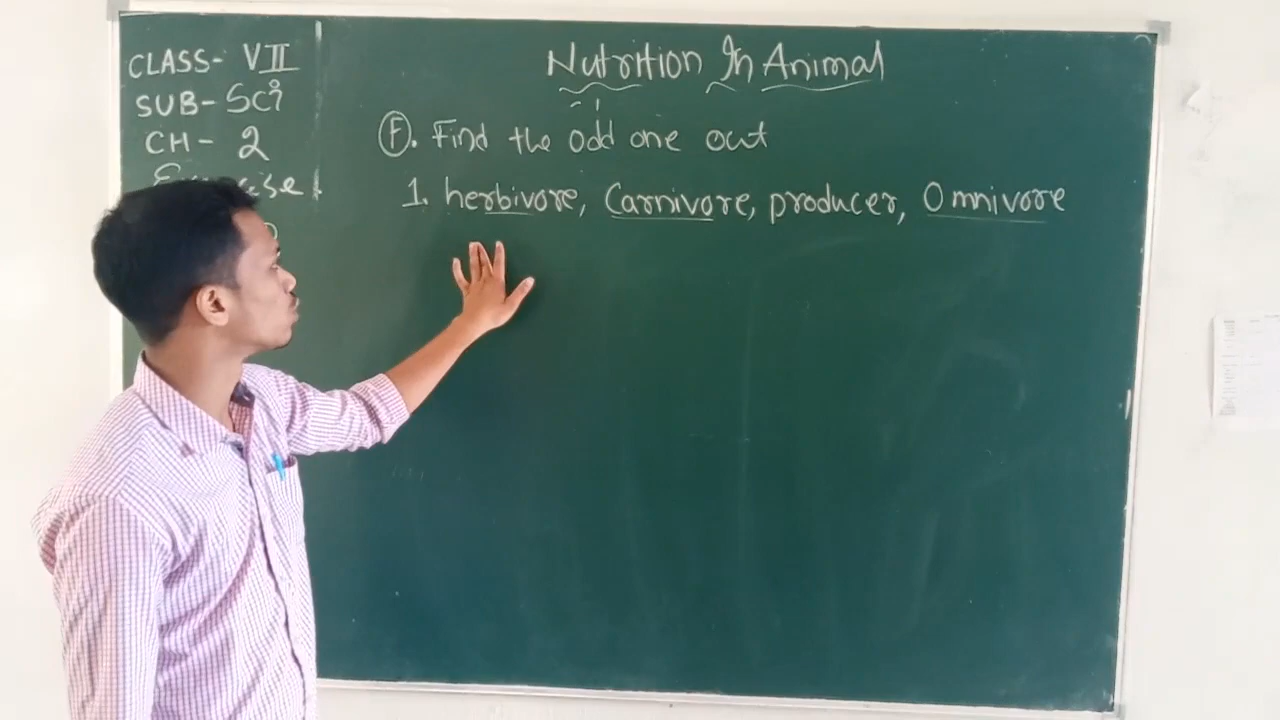 CLASS- VII
SUB- Sci
CH- 2
Nutrition In Animal
(F). Find the odd one out
1. herbivore, Carnivore, producer, Omnivore